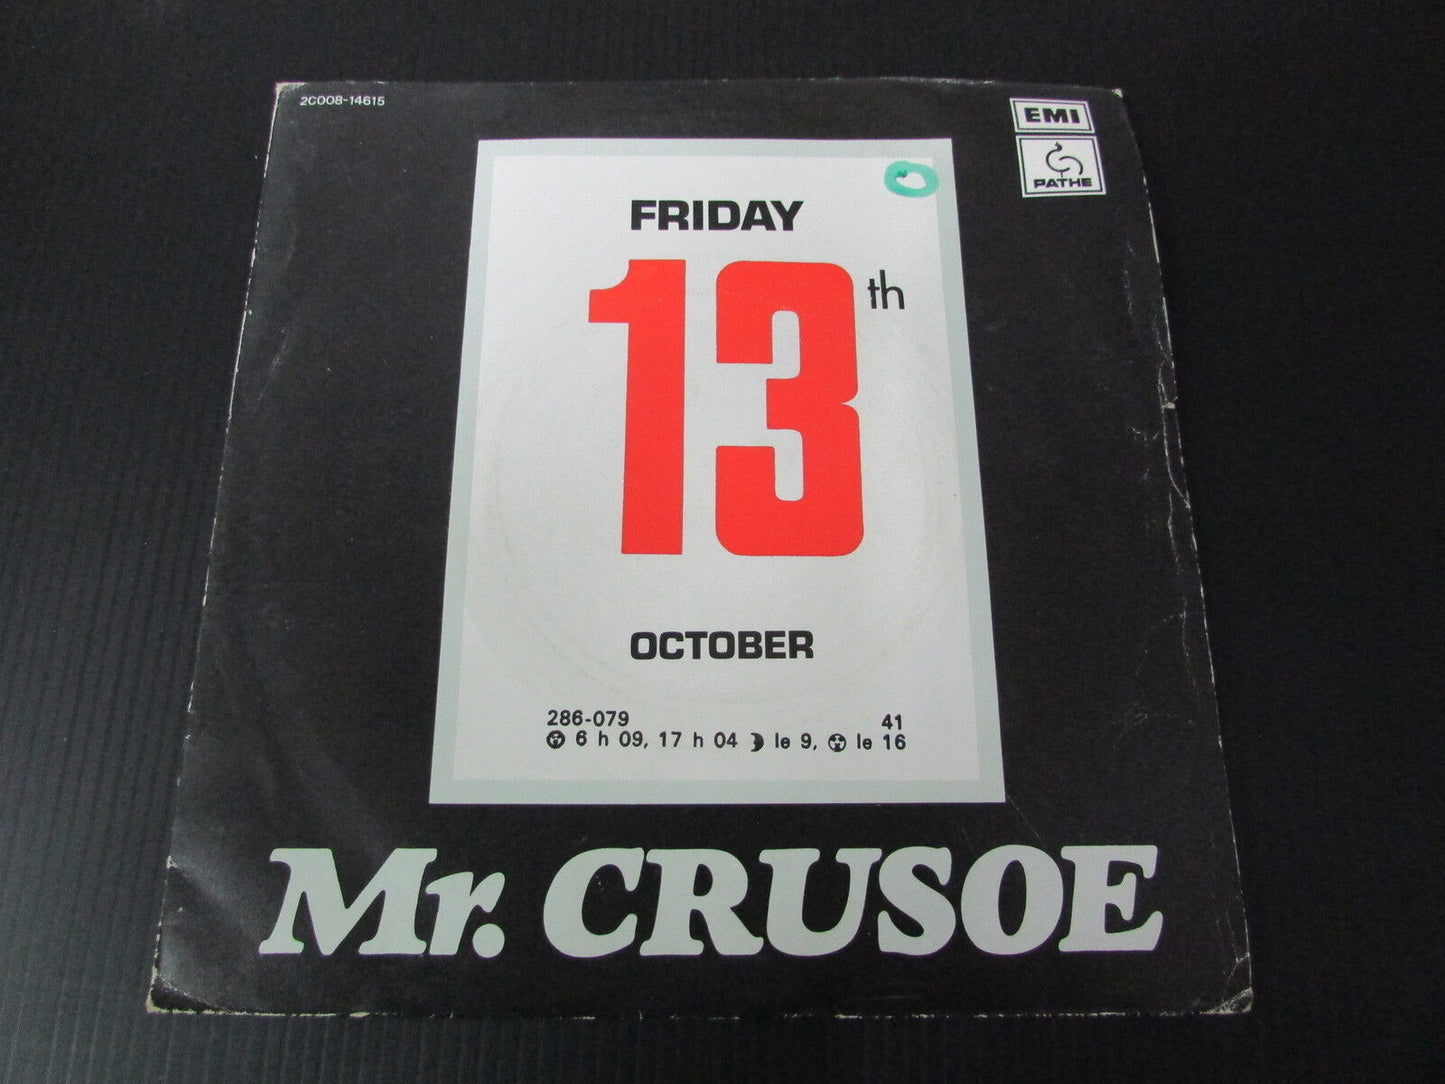 2C008-14615
EMI
PATHE
FRIDAY
13th
OCTOBER
286-079 41
6 h 09, 17 h 04 le 9, le 16
Mr. CRUSOE